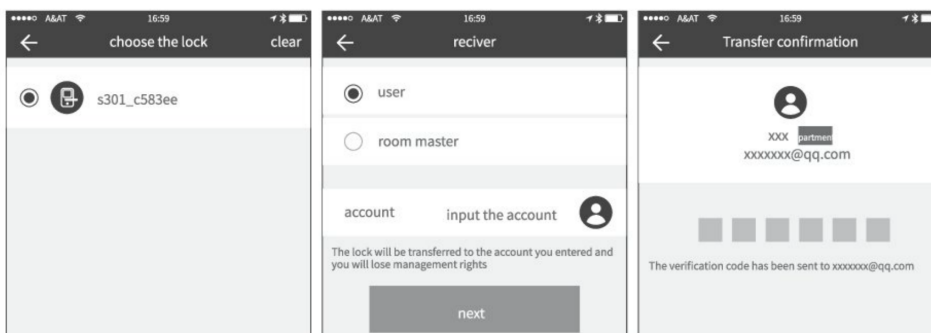 A&AT 16:59
choose the lock clear
s301_c583ee
A&AT 16:59
reciver
user
room master
account input the account
The lock will be transferred to the account you entered and
you will lose management rights
next
A&AT 16:59
Transfer confirmation
xxx partmen
xxxxxxx@qq.com
The verification code has been sent to xxxxxxx@qq.com